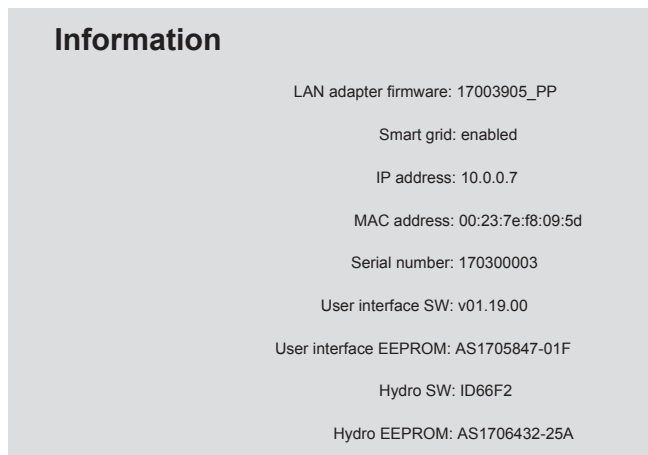 Information
LAN adapter firmware: 17003905_PP
Smart grid: enabled
IP address: 10.0.0.7
MAC address: 00:23:7e:f8:09:5d
Serial number: 170300003
User interface SW: v01.19.00
User interface EEPROM: AS1705847-01F
Hydro SW: ID66F2
Hydro EEPROM: AS1706432-25A